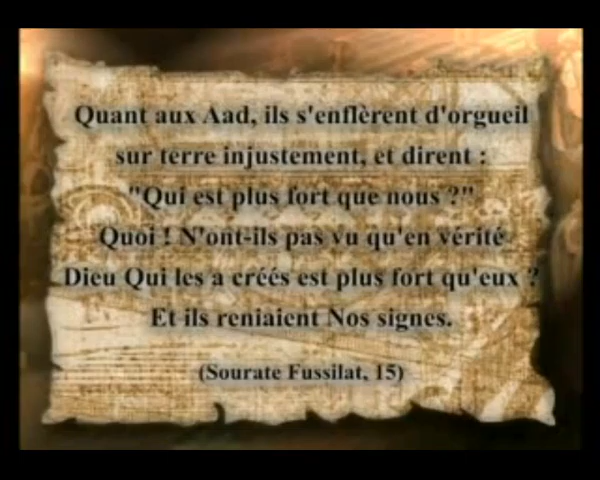 Quant aux Aad, ils s'enflèrent d'orgueil
sur terre injustement, et dirent :
"Qui est plus fort que nous ?"
Quoi ! N'ont-ils pas vu qu'en vérité
Dieu Qui les a créés est plus fort qu'eux ?
Et ils reniaient Nos signes.
(Sourate Fussilat, 15)